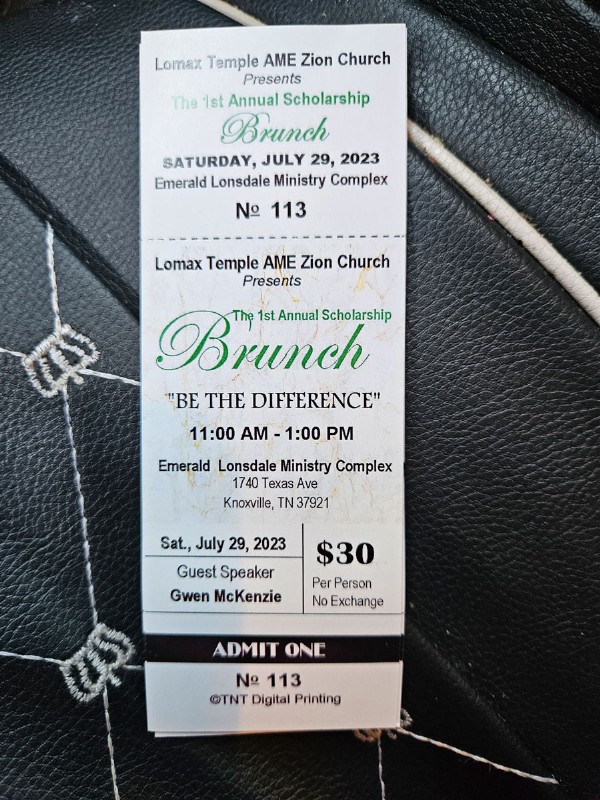 Lomax Temple AME Zion Church
Presents
The 1st Annual Scholarship
Brunch
SATURDAY, JULY 29, 2023
Emerald Lonsdale Ministry Complex
№ 113
Lomax Temple AME Zion Church
Presents
The 1st Annual Scholarship
Brunch
"BE THE DIFFERENCE"
11:00 AM - 1:00 PM
Emerald Lonsdale Ministry Complex
1740 Texas Ave
Knoxville, TN 37921
Sat., July 29, 2023
Guest Speaker
Gwen McKenzie
$30
Per Person
No Exchange
ADMIT ONE
№ 113
©TNT Digital Printing